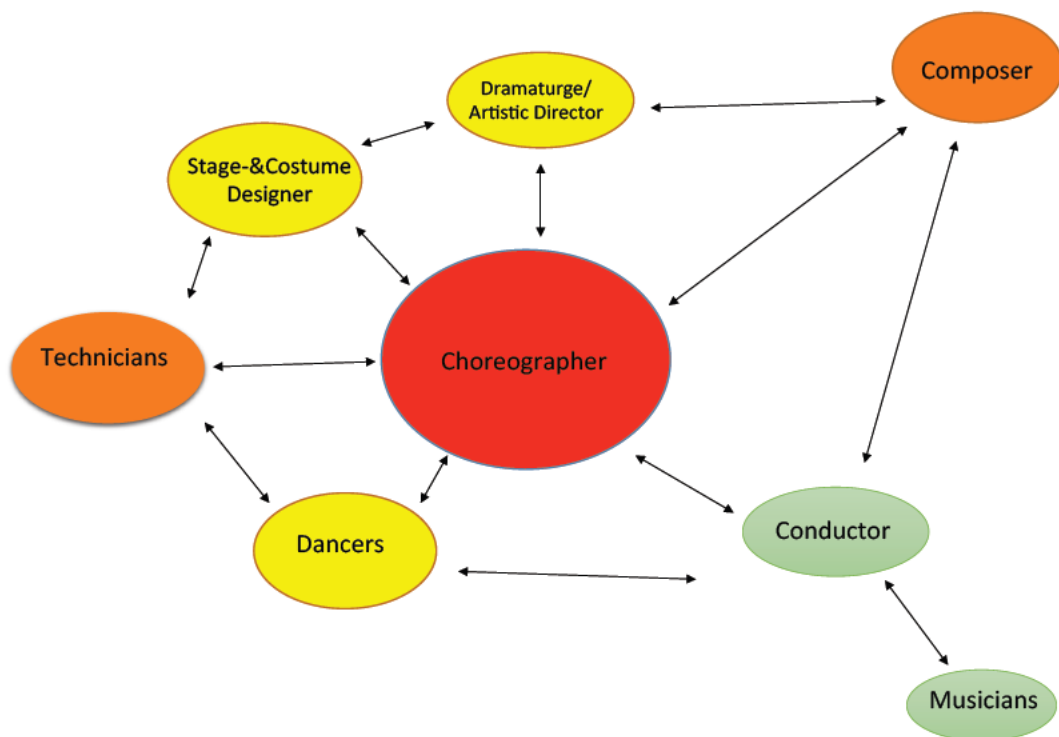 Composer
Dramaturge/
Artistic Director
Stage-&Costume
Designer
Technicians
Choreographer
Dancers
Conductor
Musicians